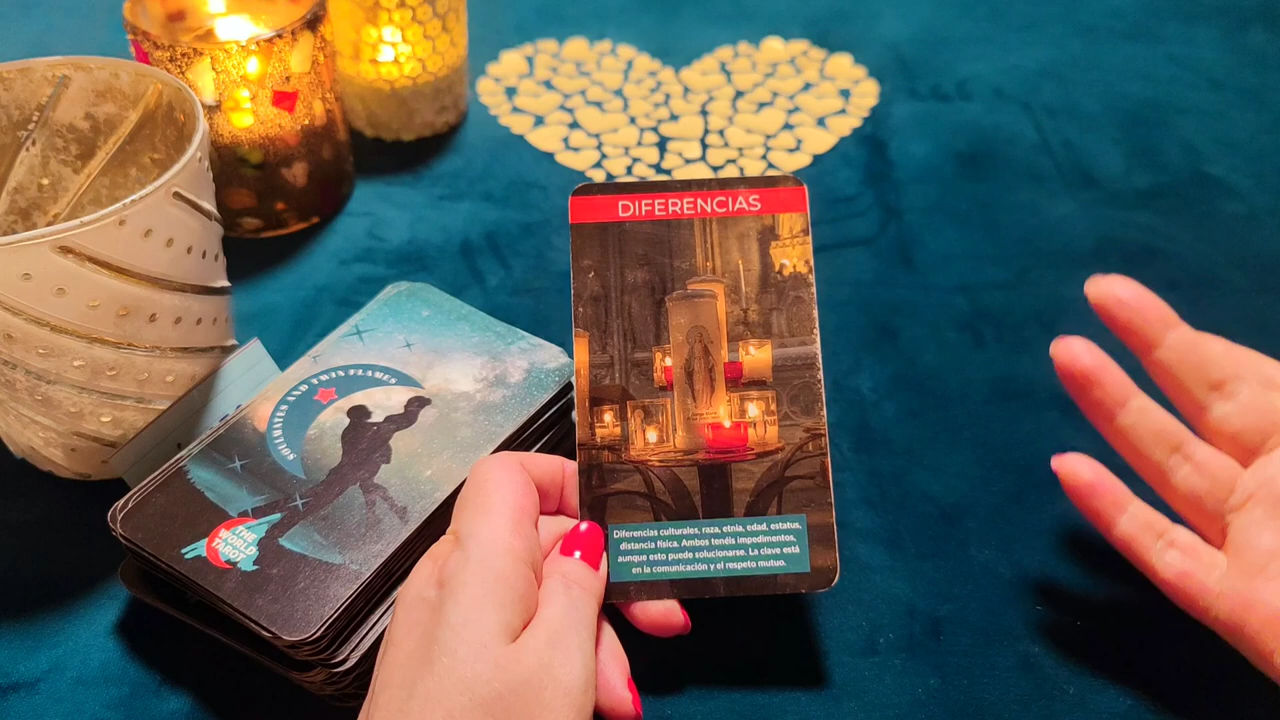 DIFERENCIAS
Diferencias culturales, raza, etnia, edad, estatus,
distancia física. Ambos tenéis impedimentos,
aunque esto puede solucionarse. La clave está
en la comunicación y el respeto mutuo.
SOULMATES AND TWIN FLAMES
THE
WORLD
TAROT